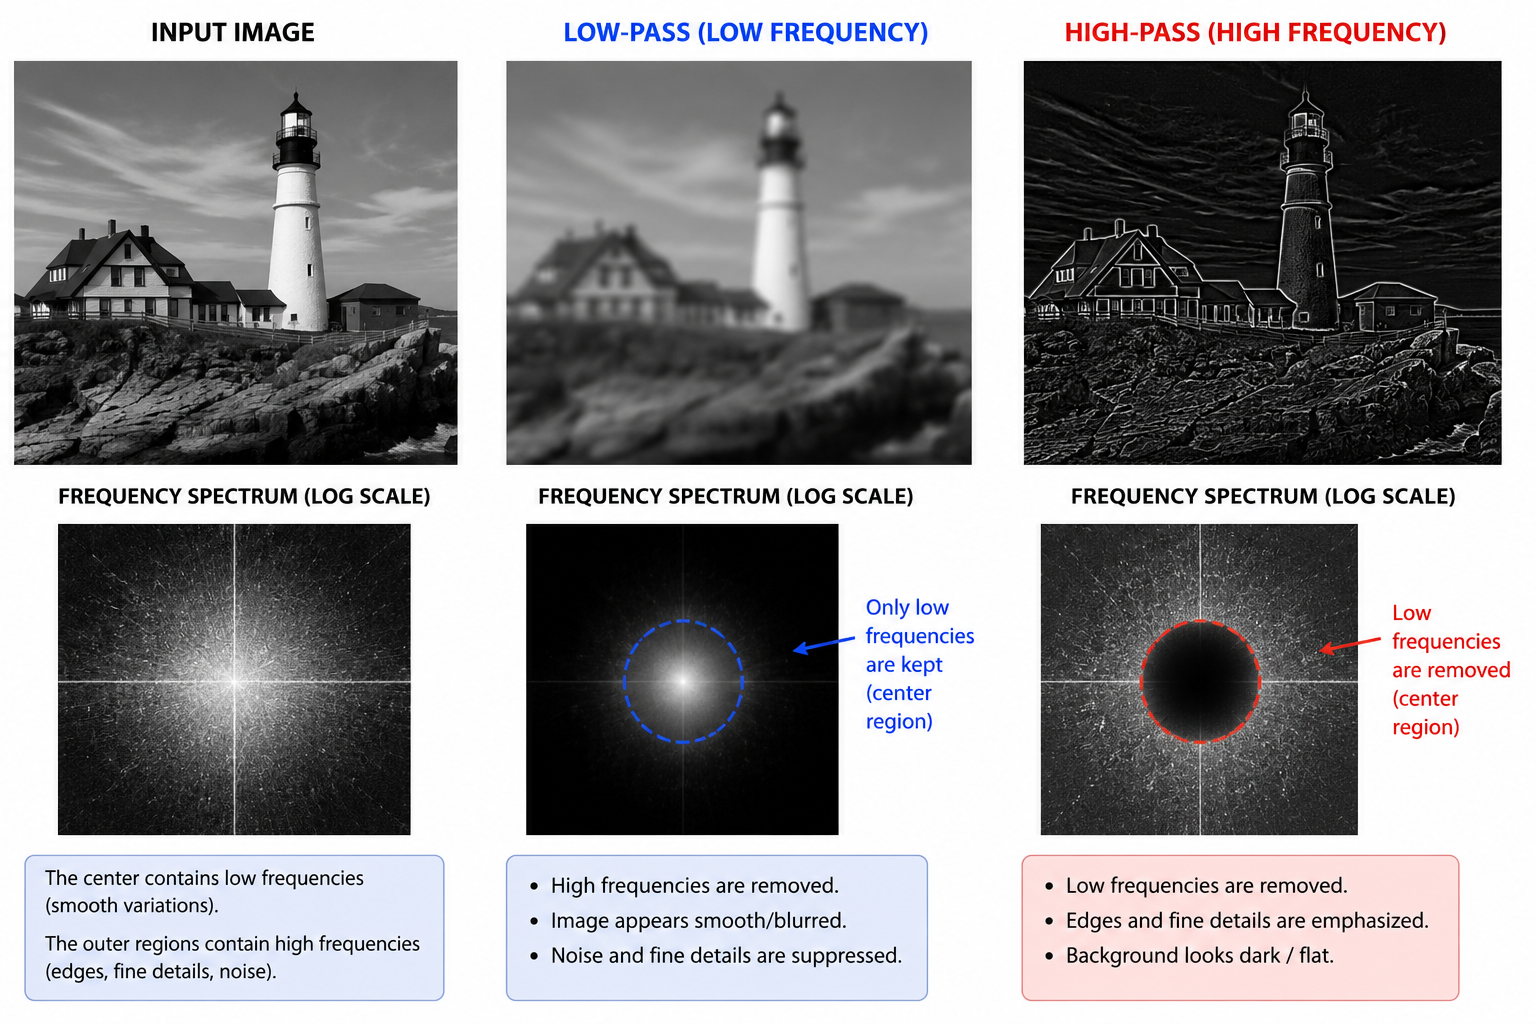 INPUT IMAGE
LOW-PASS (LOW FREQUENCY)
HIGH-PASS (HIGH FREQUENCY)
FREQUENCY SPECTRUM (LOG SCALE)
FREQUENCY SPECTRUM (LOG SCALE)
FREQUENCY SPECTRUM (LOG SCALE)
Only low
frequencies
are kept
(center
region)
Low
frequencies
are removed
(center
region)
The center contains low frequencies
(smooth variations).
The outer regions contain high frequencies
(edges, fine details, noise).
• High frequencies are removed.
• Image appears smooth/blurred.
• Noise and fine details are suppressed.
• Low frequencies are removed.
• Edges and fine details are emphasized.
• Background looks dark / flat.